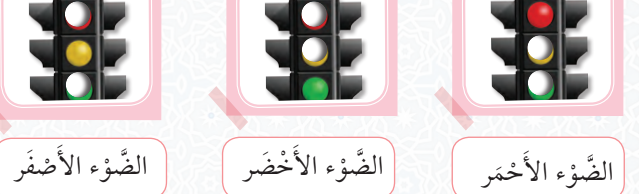 الضَّوْء الأَحْمَر
الضَّوْء الأَخْضَر
الضَّوْء الأَصْفَر